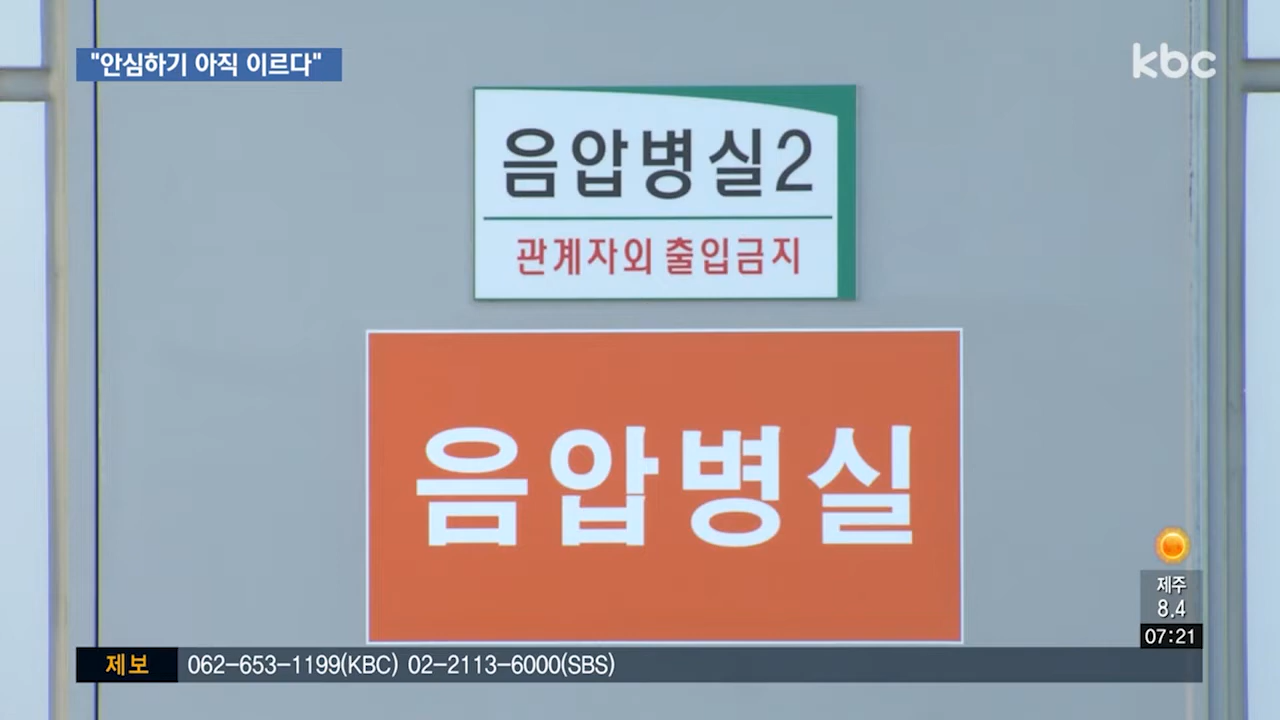 "안심하기 아직 이르다"
kbc
음압병실2
관계자외 출입금지
음압병실
제주
8.4
07:21
제보 062-653-1199(KBC) 02-2113-6000(SBS)